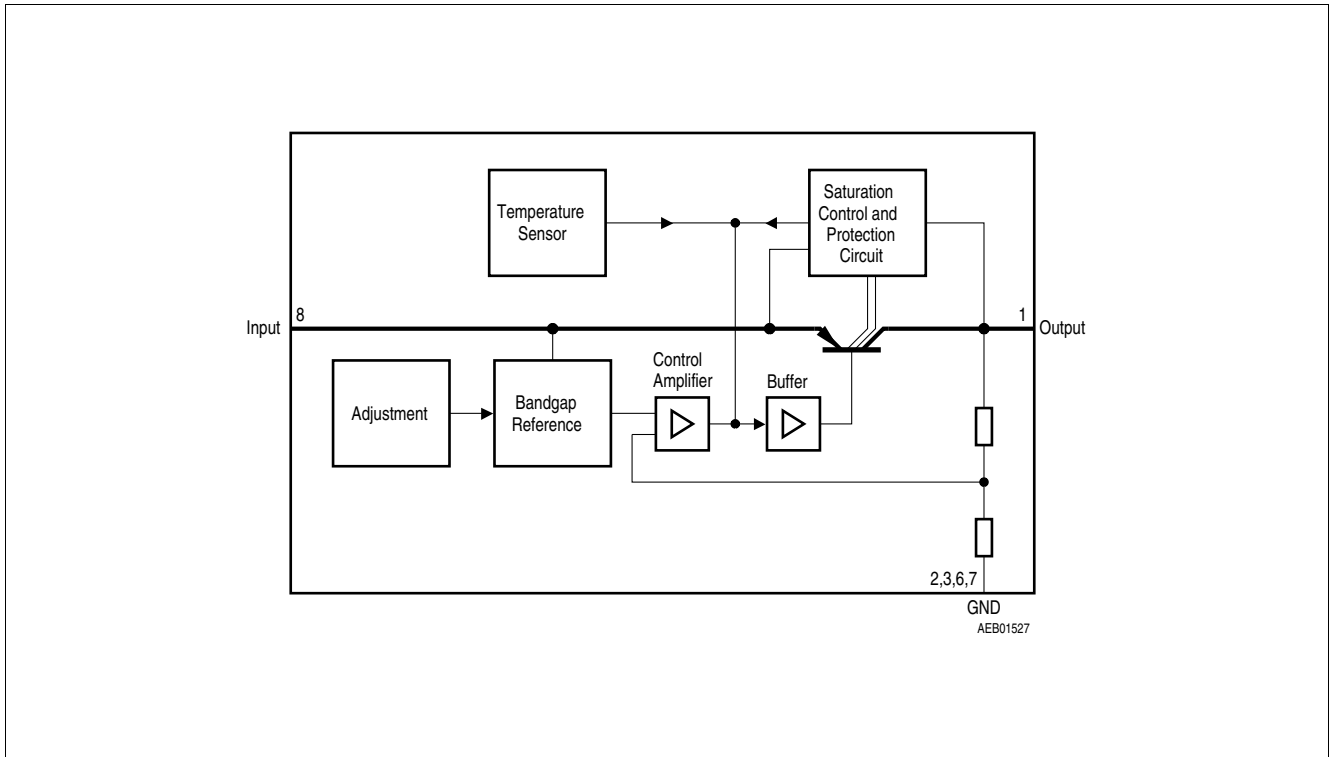 Temperature
Sensor
Saturation
Control and
Protection
Circuit
Input
8
1
Output
Adjustment
Bandgap
Reference
Control
Amplifier
Buffer
2,3,6,7
GND
AEB01527